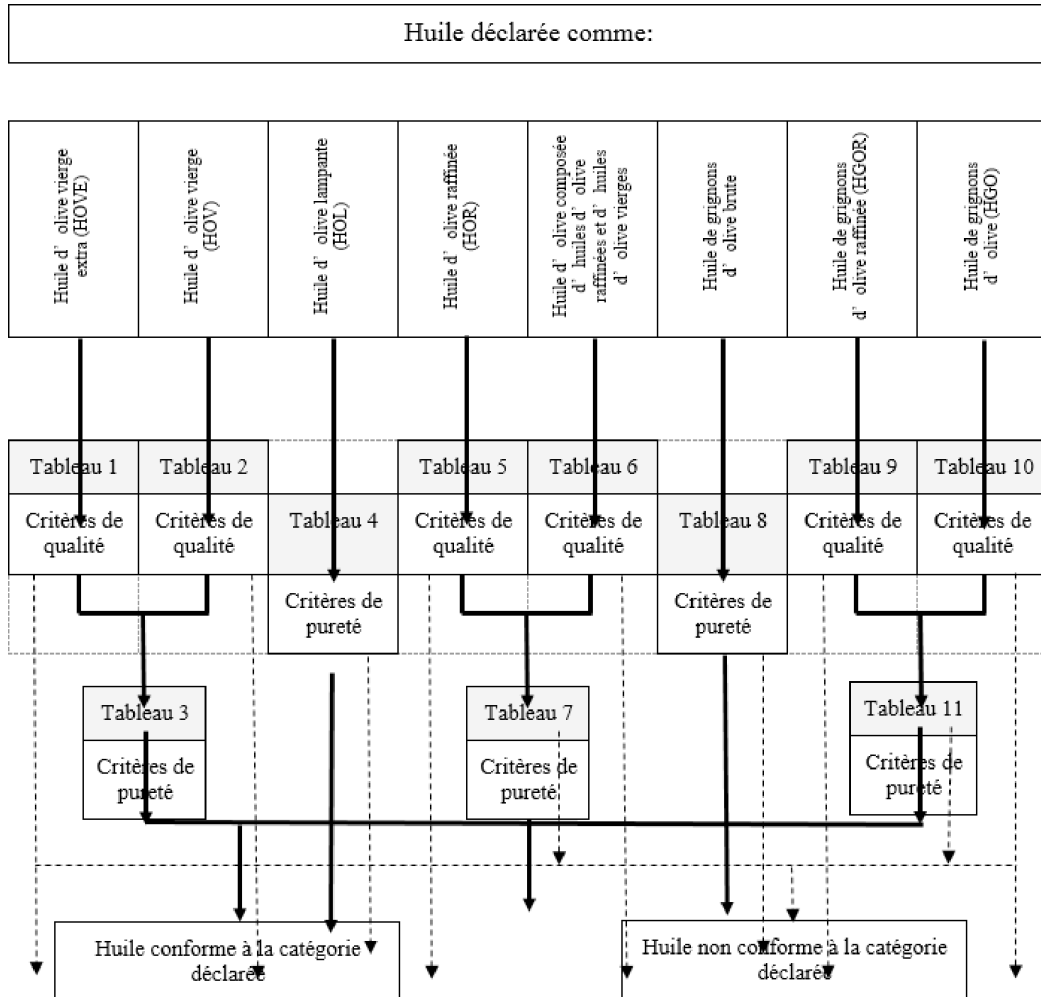 Huile déclarée comme:
Huile d’olive vierge
extra (HOVE)
Huile d’olive vierge
(HOV)
Huile d’olive lampante
(HOL)
Huile d’olive raffinée
(HOR)
Huile d’olive composée
d’huiles d’olive
raffinées et d’huiles
d’olive vierges
Huile de grignons
d’olive brute
Huile de grignons
d’olive raffinée (HGOR)
Huile de grignons
d’olive (HGO)
Tableau 1
Critères de
qualité
Tableau 2
Critères de
qualité
Tableau 4
Critères de
pureté
Tableau 5
Critères de
qualité
Tableau 6
Critères de
qualité
Tableau 8
Critères de
pureté
Tableau 9
Critères de
qualité
Tableau 10
Critères de
qualité
Tableau 3
Critères de
pureté
Tableau 7
Critères de
pureté
Tableau 11
Critères de
pureté
Huile conforme à la catégorie
déclarée
Huile non conforme à la catégorie
déclarée